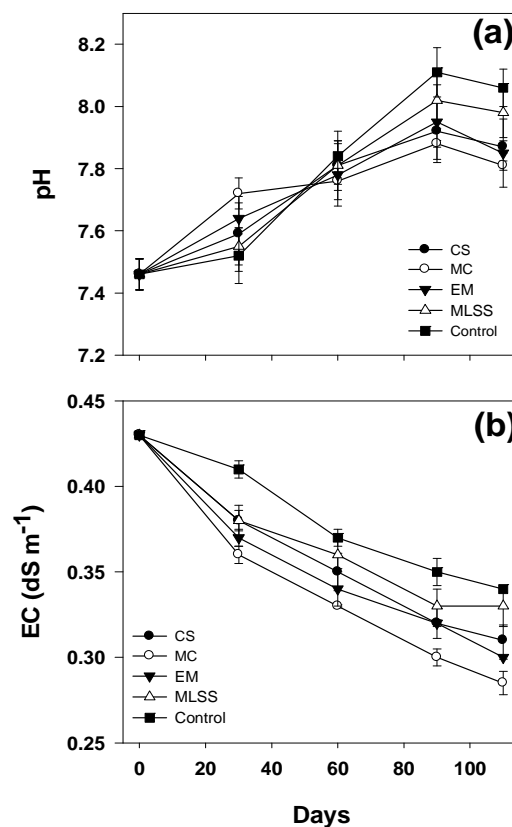 (a)
8.2
8.0
7.8
7.6
7.4
7.2
pH
CS
MC
EM
MLSS
Control
(b)
0.45
0.40
0.35
0.30
0.25
EC (dS m-1)
CS
MC
EM
MLSS
Control
0 20 40 60 80 100
Days